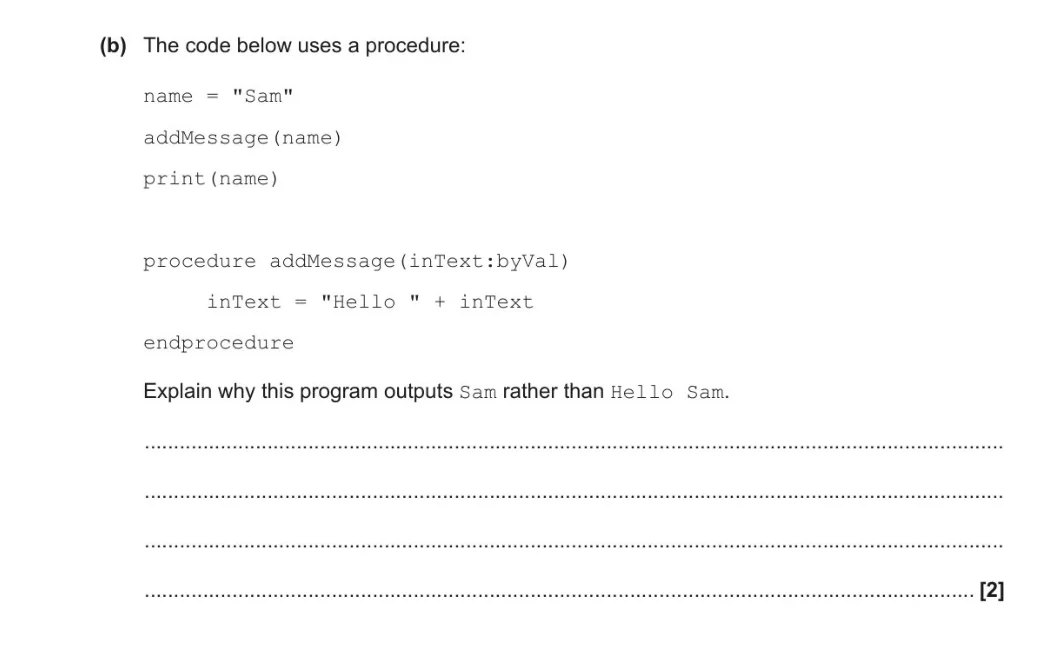 (b) The code below uses a procedure:
name = "Sam"
addMessage(name)
print(name)
procedure addMessage(inText:byVal)
inText = "Hello " + inText
endprocedure
Explain why this program outputs Sam rather than Hello Sam.
[2]